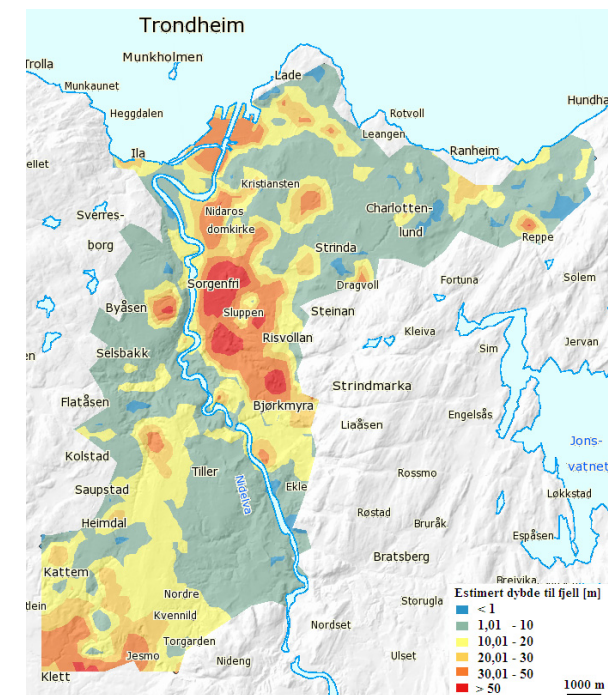 Trondheim
Munkholmen
Trolla
Lade
Munkaunet
Hundha
Heggdalen
Rotvoll
Leangen
Ranheim
Ila
ellet
Kristiansten
Sverres-
borg
Nidaros
domkirke
Charlotten-
lund
Strinda
Reppe
Sorgenfri
Dragvoll
Fortuna
Solem
Byåsen
Sluppen
Steinan
Kleiva
Jervan
Risvollan
Sim
en
Selsbakk
Strindmarka
Flatåsen
Bjørkmyra
Engelsås
Liaåsen
Jons-
vatnet
Kolstad
Tiller
Rossmo
Saupstad
Nidelva
Ekle
Løkkstad
Røstad
Bruråk
Heimdal
Espåsen
Bratsberg
Kattem
Breivika
Nordre
Kvennild
Storugla
tlein
Nordset
Torgarden
Jesmo
Nideng
Ulset
Klett
Estimert dybde til fjell [m]
< 1
1,01 - 10
10,01 - 20
20,01 - 30
30,01 - 50
> 50
1000 m